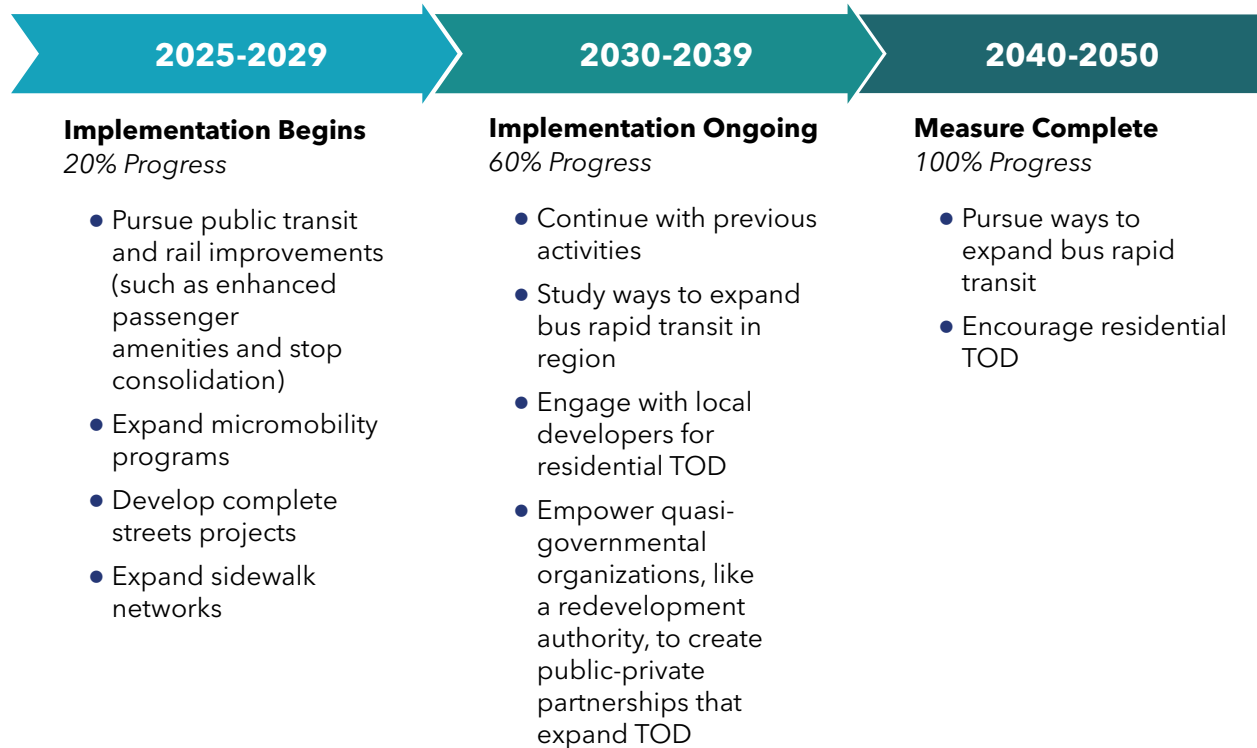 2025-2029
Implementation Begins
20% Progress
• Pursue public transit
and rail improvements
(such as enhanced
passenger
amenities and stop
consolidation)
• Expand micromobility
programs
• Develop complete
streets projects
• Expand sidewalk
networks
2030-2039
Implementation Ongoing
60% Progress
• Continue with previous
activities
• Study ways to expand
bus rapid transit in
region
• Engage with local
developers for
residential TOD
• Empower quasi-
governmental
organizations, like
a redevelopment
authority, to create
public-private
partnerships that
expand TOD
2040-2050
Measure Complete
100% Progress
• Pursue ways to
expand bus rapid
transit
• Encourage residential
TOD